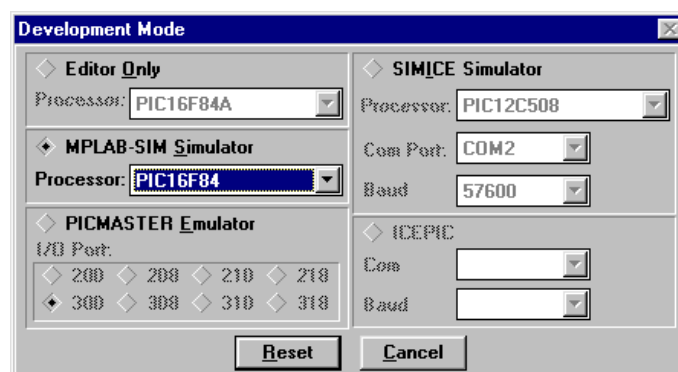 Development Mode
Editor Only
Processor: PIC16F84A
MPLAB-SIM Simulator
Processor: PIC16F84
PICMASTER Emulator
I/O Port:
200 208 210 218
300 308 310 318
SIMICE Simulator
Processor: PIC12C508
Com Port: COM2
Baud 57600
ICEPIC
Com
Baud
Reset Cancel